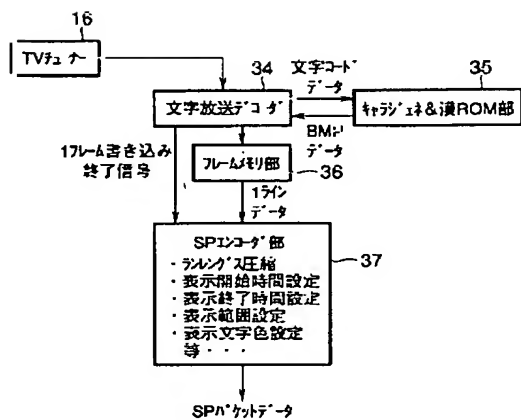 16
TVチューナー
34
文字コード
データ
35
文字放送デコーダ
キャラジェネ&漢ROM部
BMP
データ
1フレーム書き込み
終了信号
フレームメモリ部
36
1ライン
データ
SPエンコーダ部
・ランレングス圧縮
・表示開始時間設定
・表示終了時間設定
・表示範囲設定
・表示文字色設定
等・・・
37
SPパケットデータ